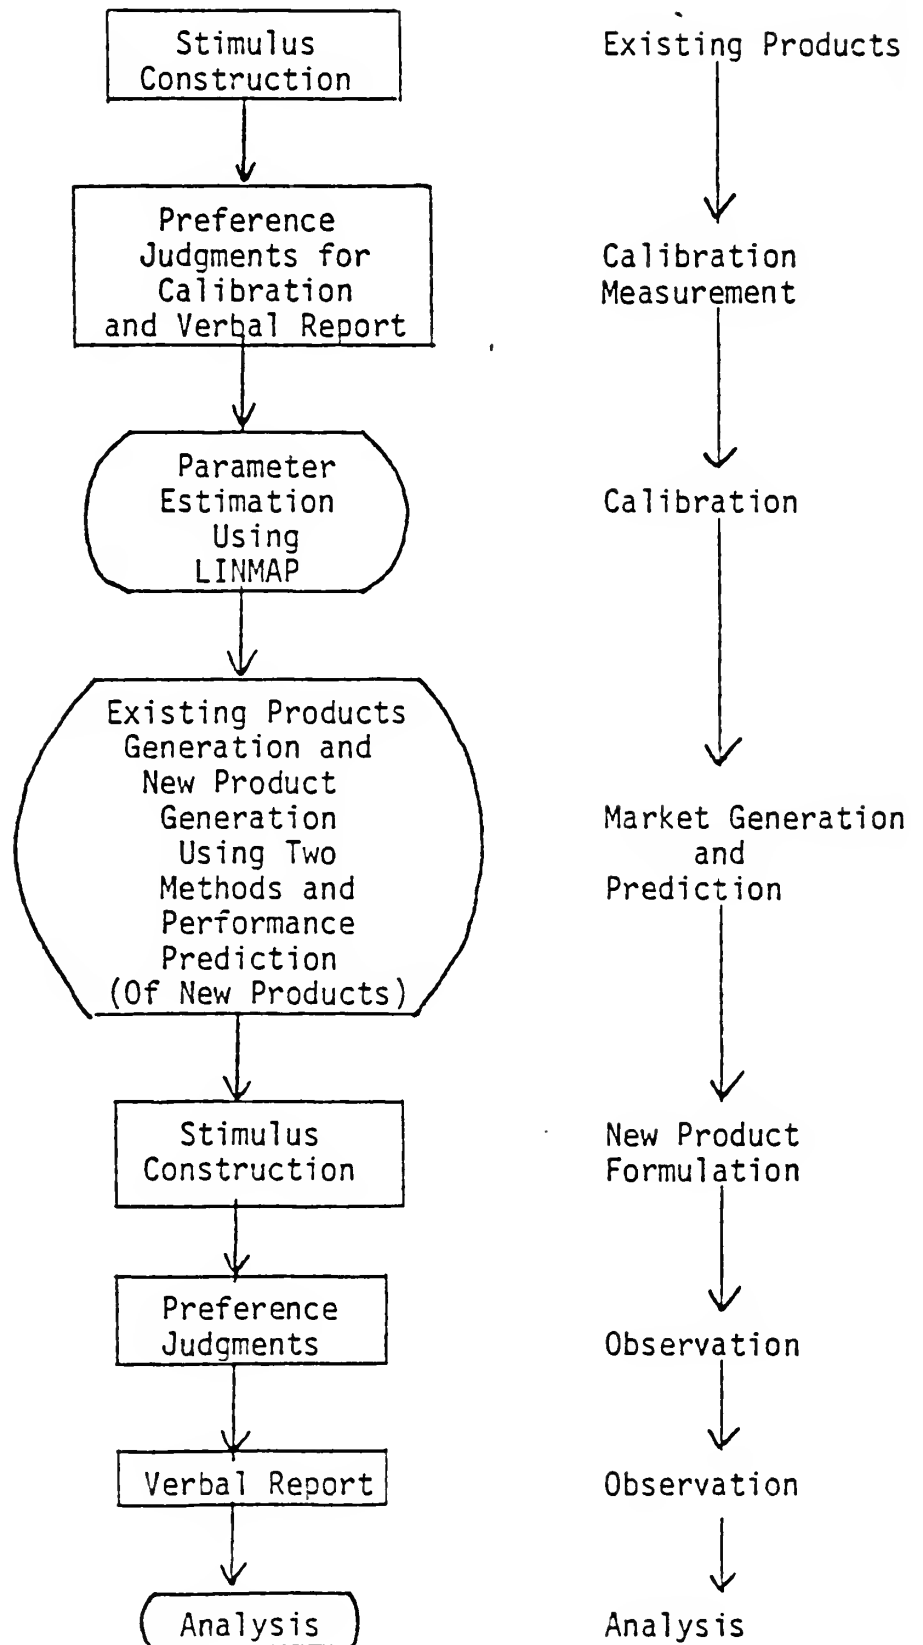 Stimulus
Construction
Existing Products
Preference
Judgments for
Calibration
and Verbal Report
Calibration
Measurement
Parameter
Estimation
Using
LINMAP
Calibration
Existing Products
Generation and
New Product
Generation
Using Two
Methods and
Performance
Prediction
(Of New Products)
Market Generation
and
Prediction
Stimulus
Construction
New Product
Formulation
Preference
Judgments
Observation
Verbal Report
Observation
Analysis
Analysis